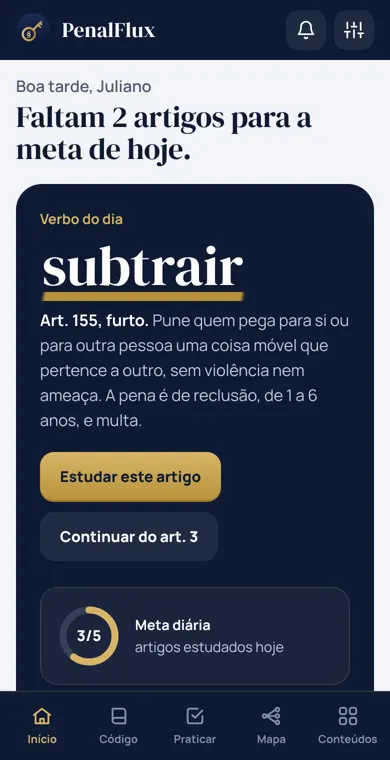 PenalFlux
Boa tarde, Juliano
Faltam 2 artigos para a
meta de hoje.
Verbo do dia
subtrair
Art. 155, furto. Pune quem pega para si ou
para outra pessoa uma coisa móvel que
pertence a outro, sem violência nem
ameaça. A pena é de reclusão, de 1 a 6
anos, e multa.
Estudar este artigo
Continuar do art. 3
3/5
Meta diária
artigos estudados hoje
Início
Código
Praticar
Mapa
Conteúdos